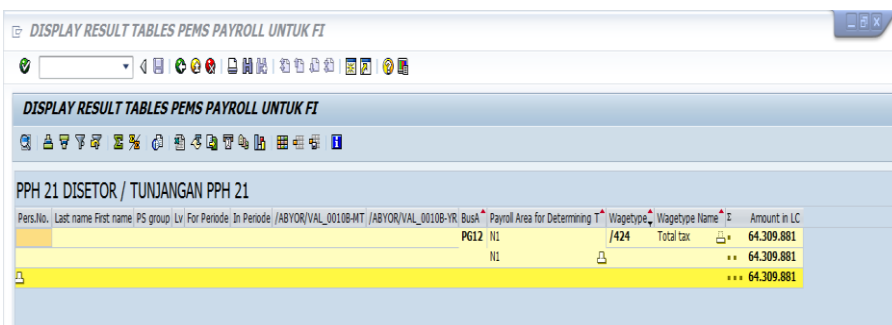 DISPLAY RESULT TABLES PEMS PAYROLL UNTUK FI
DISPLAY RESULT TABLES PEMS PAYROLL UNTUK FI
PPH 21 DISETOR / TUNJANGAN PPH 21
Pers.No. Last name First name PS group Lv For Periode In Periode /ABYOR/VAL_0010B-MT /ABYOR/VAL_0010B-YR BusA Payroll Area for Determining T Wagetype Wagetype Name Σ Amount in LC
PG12 N1 /424 Total tax 64.309.881
N1 64.309.881
64.309.881